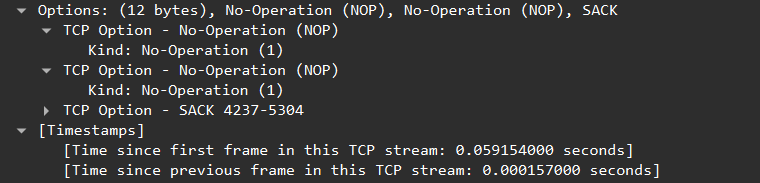 Options: (12 bytes), No-Operation (NOP), No-Operation (NOP), SACK
TCP Option - No-Operation (NOP)
Kind: No-Operation (1)
TCP Option - No-Operation (NOP)
Kind: No-Operation (1)
TCP Option - SACK 4237-5304
[Timestamps]
[Time since first frame in this TCP stream: 0.059154000 seconds]
[Time since previous frame in this TCP stream: 0.000157000 seconds]